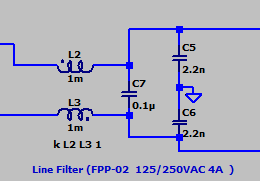 L2
1m
C5
2.2n
C7
0.1µ
L3
1m
C6
2.2n
k L2 L3 1
Line Filter (FPP-02 125/250VAC 4A )